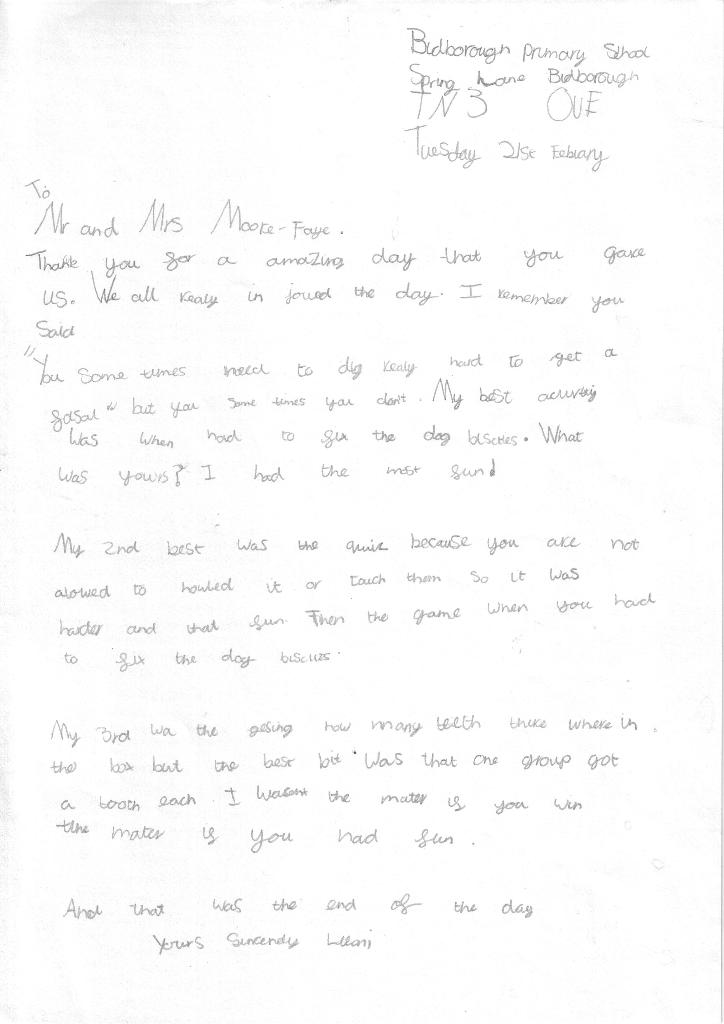 Bidborough Primary School
Spring Lane Bidborough
TN3 OUE
Tuesday 21st Febuary
To
Mr and Mrs Moore-Faye.
Thank you for a amazing day that you gave
us. We all realy in joued the day. I remember you
Said
"You Some times need to dig realy hard to get a
fosal" but you some times you don't. My best activitiy
was when had to fix the dog biscties. What
was yours? I had the most fun!
My 2nd best was the quiz because you are not
alowed to houled it or touch them so it was
harder and that fun. Then the game when you had
to fix the dog biscties.
My 3rd wa the gesing how many teeth there where in
the box but the best bit was that one group got
a tooth each. I wasent the mater if you win
the mater if you had fun.
And that was the end of the day
Yours Sincerely